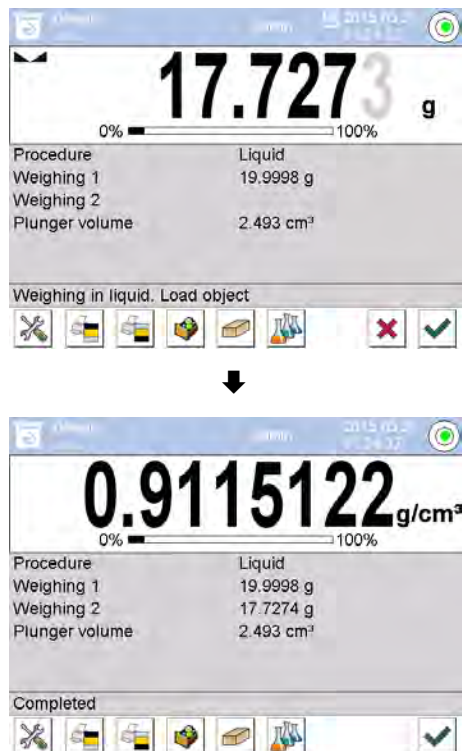 17.7273 g
0% 100%
Procedure Liquid
Weighing 1 19.9998 g
Weighing 2
Plunger volume 2.493 cm³
Weighing in liquid. Load object
0.9115122 g/cm³
0% 100%
Procedure Liquid
Weighing 1 19.9998 g
Weighing 2 17.7274 g
Plunger volume 2.493 cm³
Completed